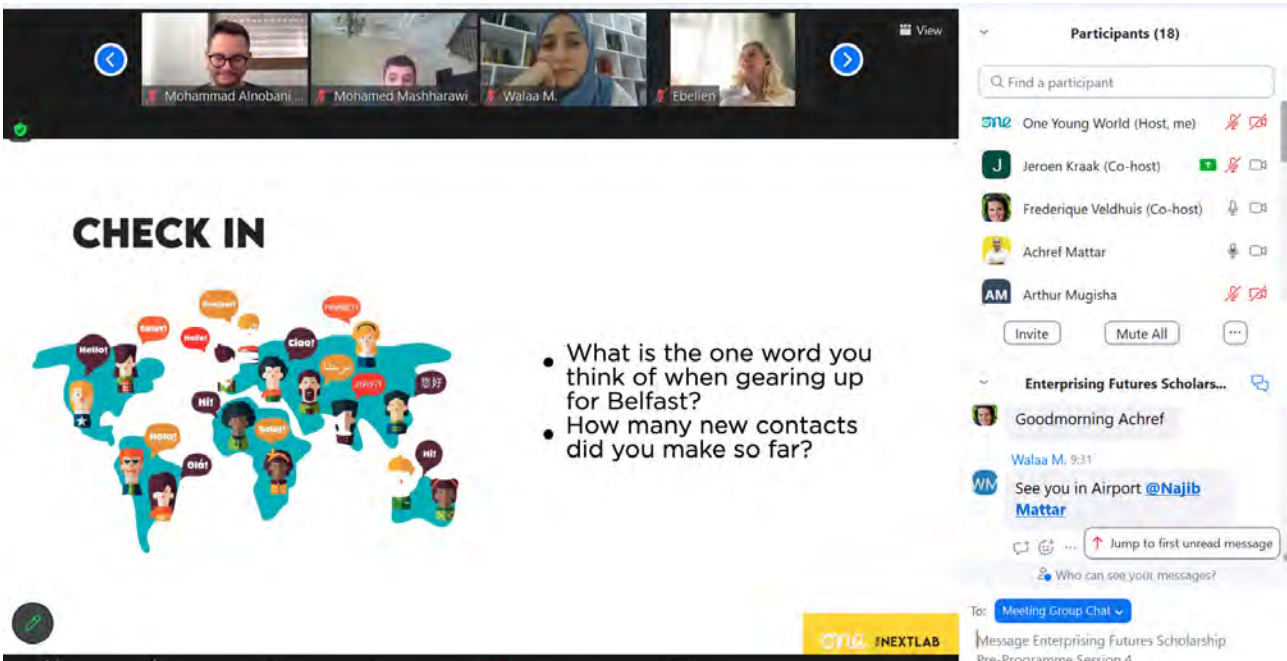 View
Mohammad Alnobani ...
Mohamed Mashharawi
Walaa M.
Ebelien
CHECK IN
Bonjour!
Salut!
Hello!
Hello!
Ciao!
مرحبا
您好
Hi!
Hola!
Salut!
Olá!
Hi!
What is the one word you
think of when gearing up
for Belfast?
How many new contacts
did you make so far?
one
NEXTLAB
Participants (18)
Find a participant
one One Young World (Host, me)
J Jeroen Kraak (Co-host)
Frederique Veldhuis (Co-host)
Achref Mattar
AM Arthur Mugisha
Invite
Mute All
...
Enterprising Futures Scholars...
Goodmorning Achref
Walaa M. 9:31
WM
See you in Airport @Najib
Mattar
...
Jump to first unread message
Who can see your messages?
To: Meeting Group Chat
Message Enterprising Futures Scholarship
Pre-Programme Session 4